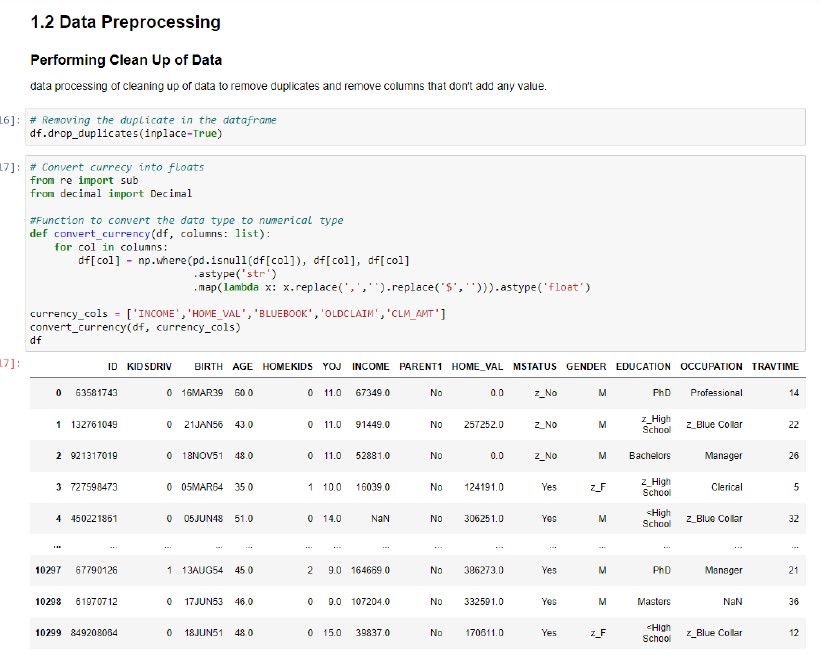 1.2 Data Preprocessing
Performing Clean Up of Data
data processing of cleaning up of data to remove duplicates and remove columns that don't add any value.
16]: # Removing the duplicate in the dataframe
df.drop_duplicates(inplace=True)
17]: # Convert currecy into floats
from re import sub
from decimal import Decimal
#Function to convert the data type to numerical type
def convert_currency(df, columns: list):
for col in columns:
df[col] = np.where(pd.isnull(df[col]), df[col], df[col]
.astype('str')
.map(lambda x: x.replace(',','').replace('$',''))).astype('float')
currency_cols = ['INCOME','HOME_VAL','BLUEBOOK','OLDCLAIM','CLM_AMT']
convert_currency(df, currency_cols)
df
17]:
ID KIDSDRIV BIRTH AGE HOMEKIDS YOJ INCOME PARENT1 HOME_VAL MSTATUS GENDER EDUCATION OCCUPATION TRAVTIME
0 63581743 0 16MAR39 60.0 0 11.0 67349.0 No 0.0 z_No M PhD Professional 14
1 132761049 0 21JAN56 43.0 0 11.0 91449.0 No 257252.0 z_No M z_High School z_Blue Collar 22
2 921317019 0 18NOV51 48.0 0 11.0 52881.0 No 0.0 z_No M Bachelors Manager 26
3 727598473 0 05MAR64 35.0 1 10.0 16039.0 No 124191.0 Yes z_F z_High School Clerical 5
4 450221861 0 05JUN48 51.0 0 14.0 NaN No 306251.0 Yes M <High School z_Blue Collar 32
... ... ... ... ... ... ... ... ... ... ... ... ... ... ...
10297 67790126 1 13AUG54 45.0 2 9.0 164669.0 No 386273.0 Yes M PhD Manager 21
10298 61970712 0 17JUN53 46.0 0 9.0 107204.0 No 332591.0 Yes M Masters NaN 36
10299 849208064 0 18JUN51 48.0 0 15.0 39837.0 No 170611.0 Yes z_F <High School z_Blue Collar 12